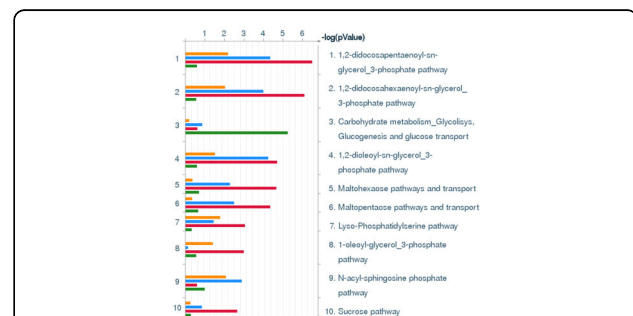 1 2 3 4 5 6 -log(pValue)
1
2
3
4
5
6
7
8
9
10
1. 1,2-didocosapentaenoyl-sn-
glycerol_3-phosphate pathway
2. 1,2-didocosahexaenoyl-sn-glycerol_
3-phosphate pathway
3. Carbohydrate metabolism_Glycolisys,
Glucogenesis and glucose transport
4. 1,2-dioleoyl-sn-glycerol_3-
phosphate pathway
5. Maltohexaose pathways and transport
6. Maltopentaose pathways and transport
7. Lyso-Phosphatidylserine pathway
8. 1-oleoyl-glycerol_3-phosphate
pathway
9. N-acyl-sphingosine phosphate
pathway
10. Sucrose pathway